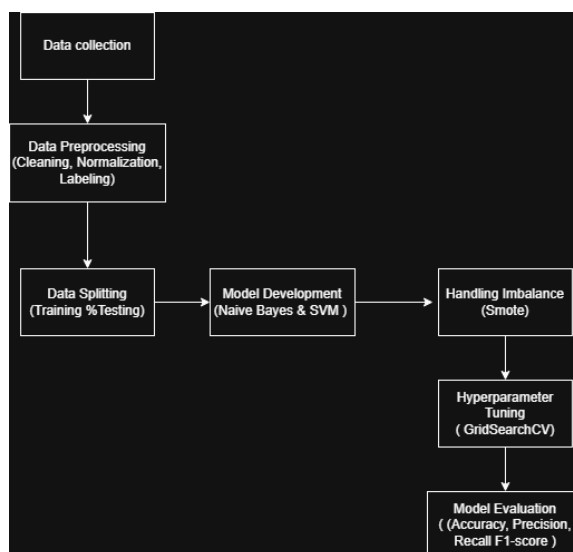 Data collection
Data Preprocessing
(Cleaning, Normalization,
Labeling)
Data Splitting
(Training %Testing)
Model Development
(Naive Bayes & SVM )
Handling Imbalance
(Smote)
Hyperparameter
Tuning
( GridSearchCV)
Model Evaluation
( (Accuracy, Precision,
Recall F1-score )